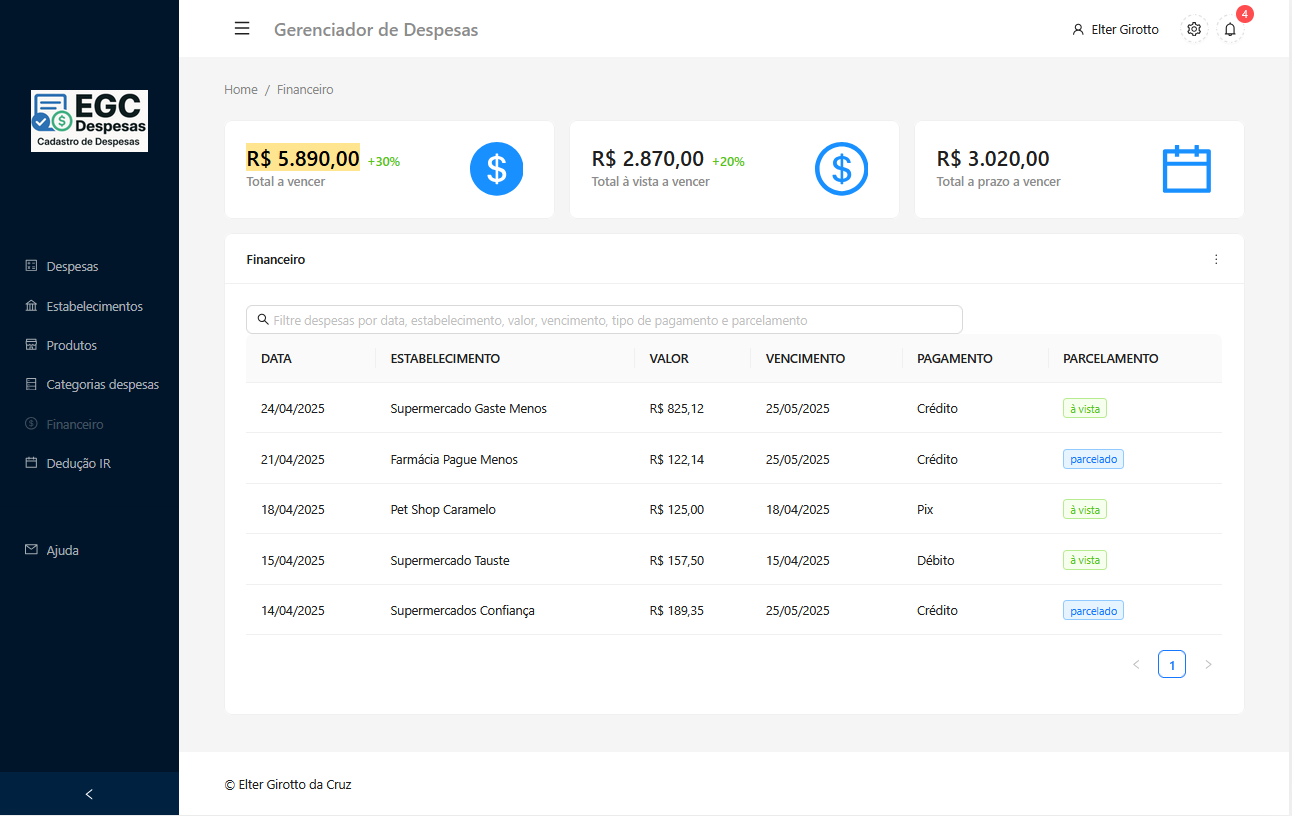 Gerenciador de Despesas
Elter Girotto
4
EGC
Despesas
Cadastro de Despesas
Despesas
Estabelecimentos
Produtos
Categorias despesas
Financeiro
Dedução IR
Ajuda
Home / Financeiro
R$ 5.890,00 +30%
Total a vencer
R$ 2.870,00 +20%
Total à vista a vencer
R$ 3.020,00
Total a prazo a vencer
Financeiro
Filtre despesas por data, estabelecimento, valor, vencimento, tipo de pagamento e parcelamento
DATA ESTABELECIMENTO VALOR VENCIMENTO PAGAMENTO PARCELAMENTO
24/04/2025 Supermercado Gaste Menos R$ 825,12 25/05/2025 Crédito à vista
21/04/2025 Farmácia Pague Menos R$ 122,14 25/05/2025 Crédito parcelado
18/04/2025 Pet Shop Caramelo R$ 125,00 18/04/2025 Pix à vista
15/04/2025 Supermercado Tauste R$ 157,50 15/04/2025 Débito à vista
14/04/2025 Supermercados Confiança R$ 189,35 25/05/2025 Crédito parcelado
< 1 >
© Elter Girotto da Cruz